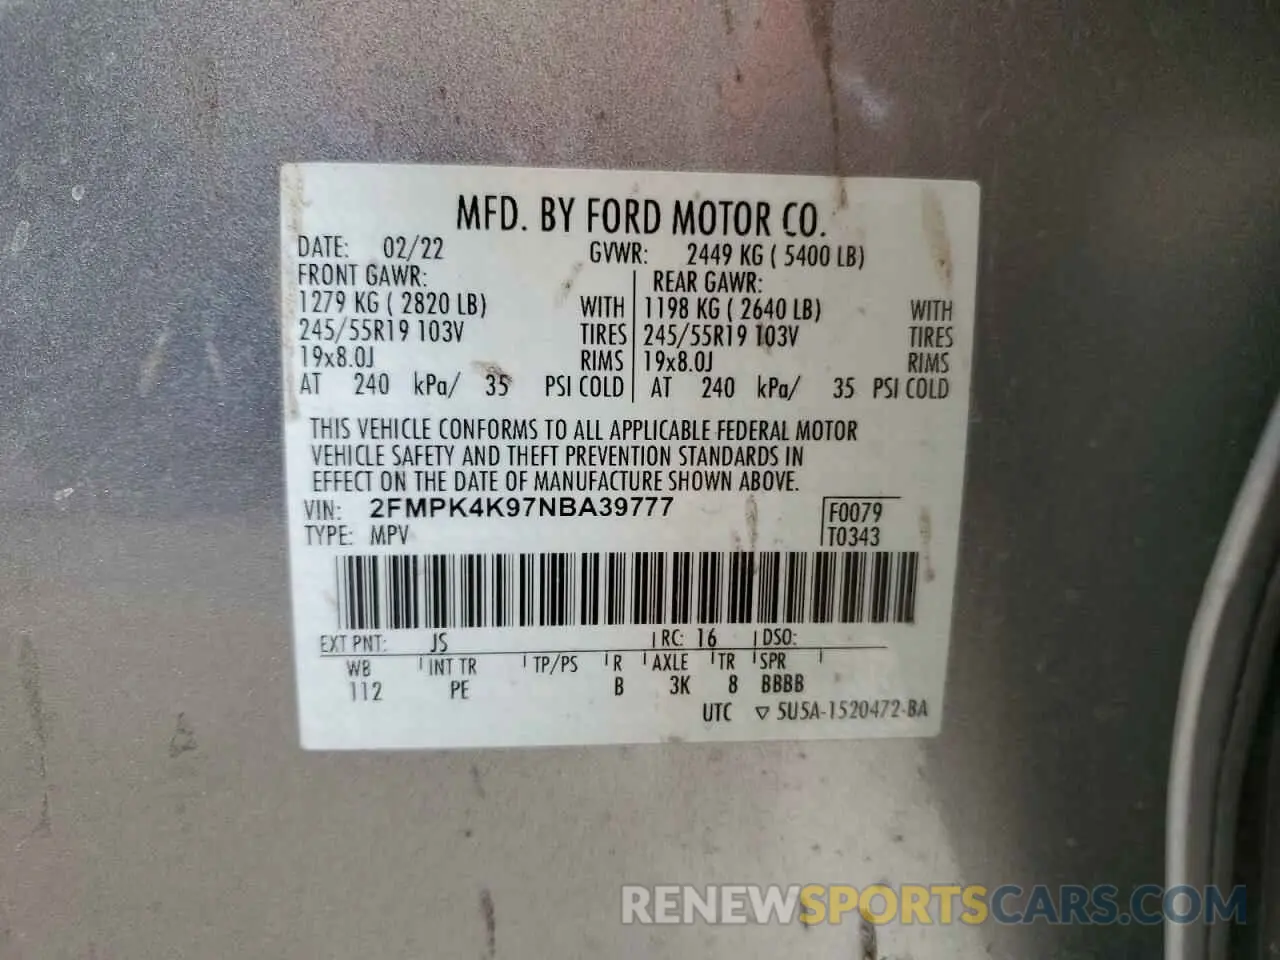 MFD. BY FORD MOTOR CO.
DATE: 02/22 GVWR: 2449 KG ( 5400 LB)
FRONT GAWR: REAR GAWR:
1279 KG ( 2820 LB) WITH 1198 KG ( 2640 LB) WITH
245/55R19 103V TIRES 245/55R19 103V TIRES
19x8.0J RIMS 19x8.0J RIMS
AT 240 kPa/ 35 PSI COLD AT 240 kPa/ 35 PSI COLD
THIS VEHICLE CONFORMS TO ALL APPLICABLE FEDERAL MOTOR
VEHICLE SAFETY AND THEFT PREVENTION STANDARDS IN
EFFECT ON THE DATE OF MANUFACTURE SHOWN ABOVE.
VIN: 2FMPK4K97NBA39777 F0079
TYPE: MPV T0343
EXT PNT: JS RC: 16 DSO:
WB INT TR TP/PS R AXLE TR SPR
112 PE B 3K 8 BBBB
UTC ▽ 5U5A-1520472-BA
RENEWSPORTSCARS.COM